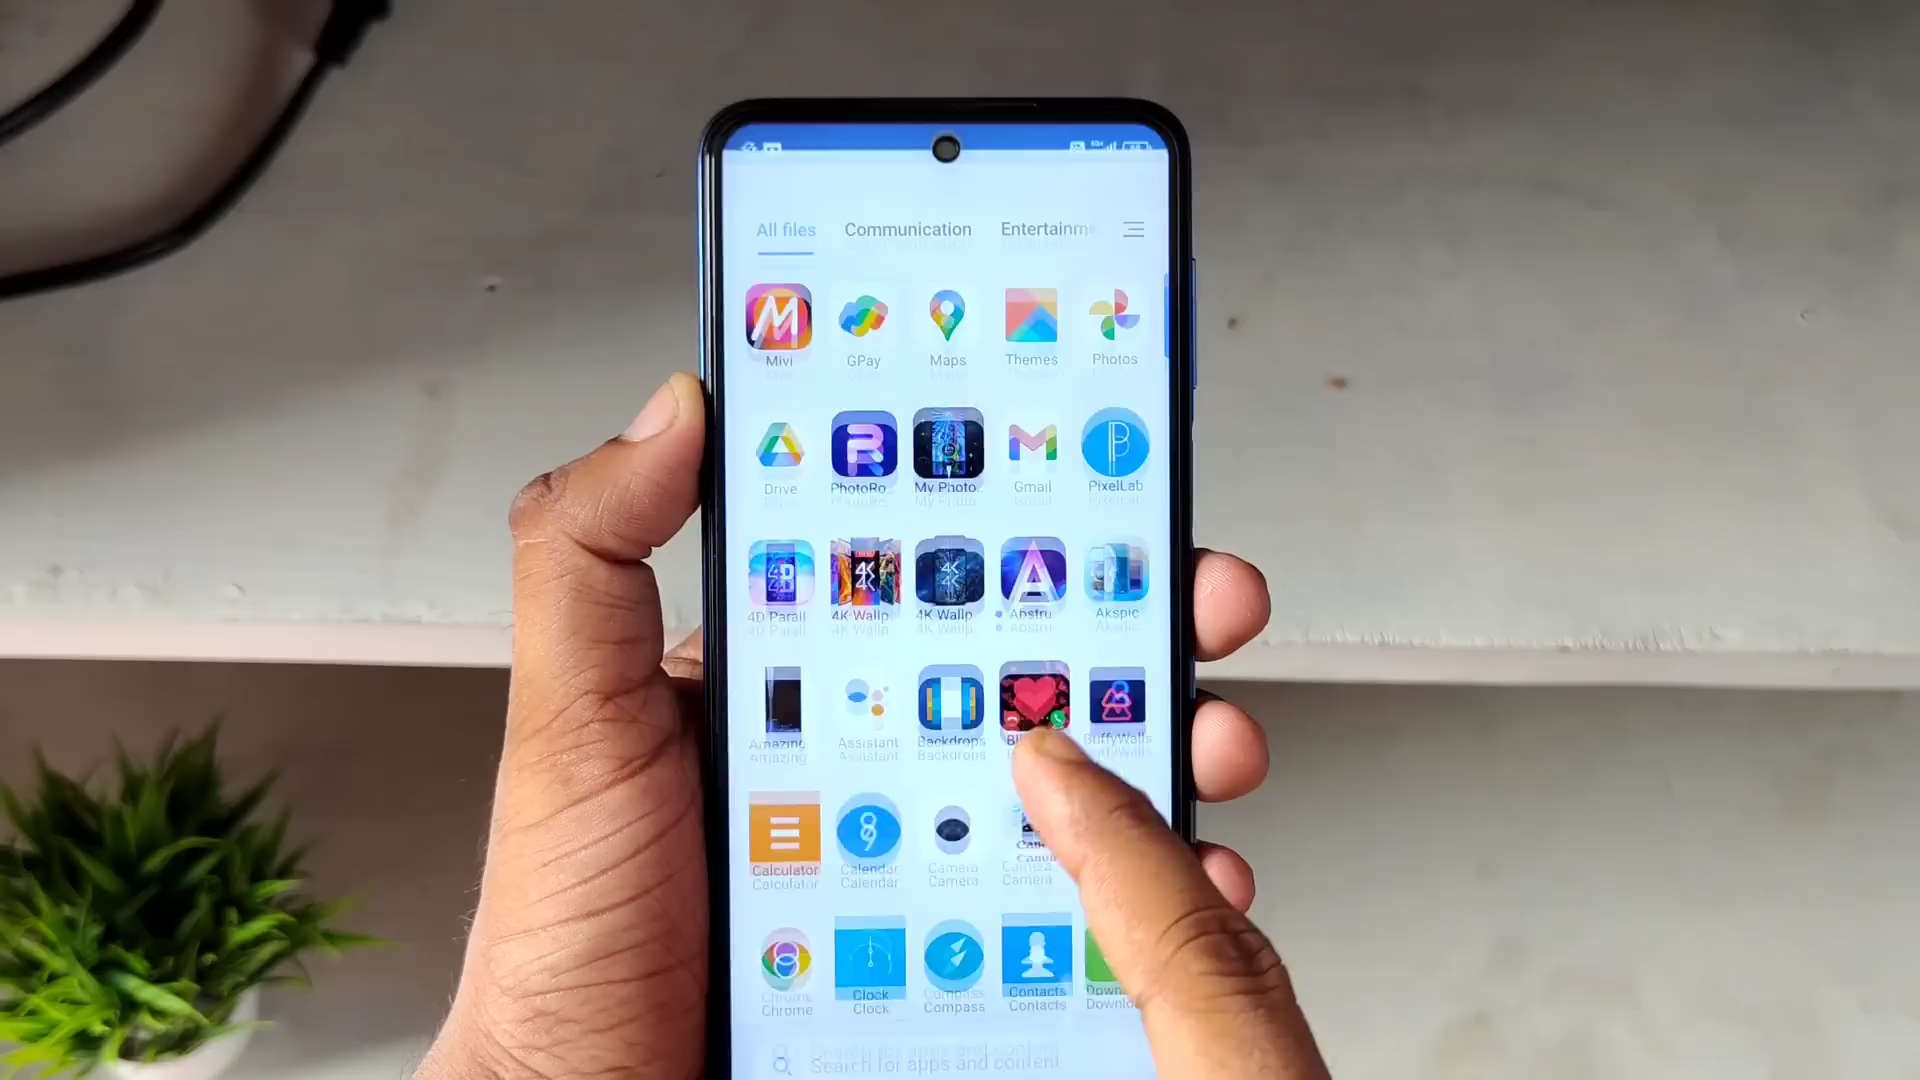 All files Communication Entertainm
Mivi GPay Maps Themes Photos
Drive PhotoRo... My Photo... Gmail PixelLab
4D Parall 4K Wallp 4K Wallp Abstru Akspic
Amazing Assistant Backdrops BuffyWalls
Calculator Calendar Camera
Chrome Clock Compass Contacts Downlo
Search for apps and content